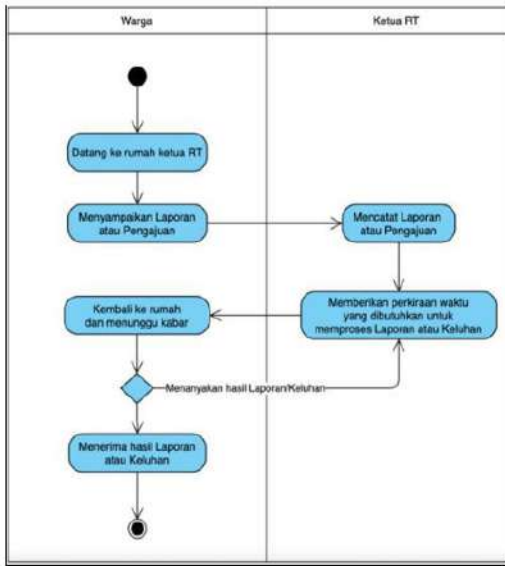 Warga
Ketua RT
Datang ke rumah ketua RT
Menyampaikan Laporan
atau Pengajuan
Mencatat Laporan
atau Pengajuan
Kembali ke rumah
dan menunggu kabar
Memberikan perkiraan waktu
yang dibutuhkan untuk
memproses Laporan atau Keluhan
Menanyakan hasil Laporan/Keluhan
Menerima hasil Laporan
atau Keluhan